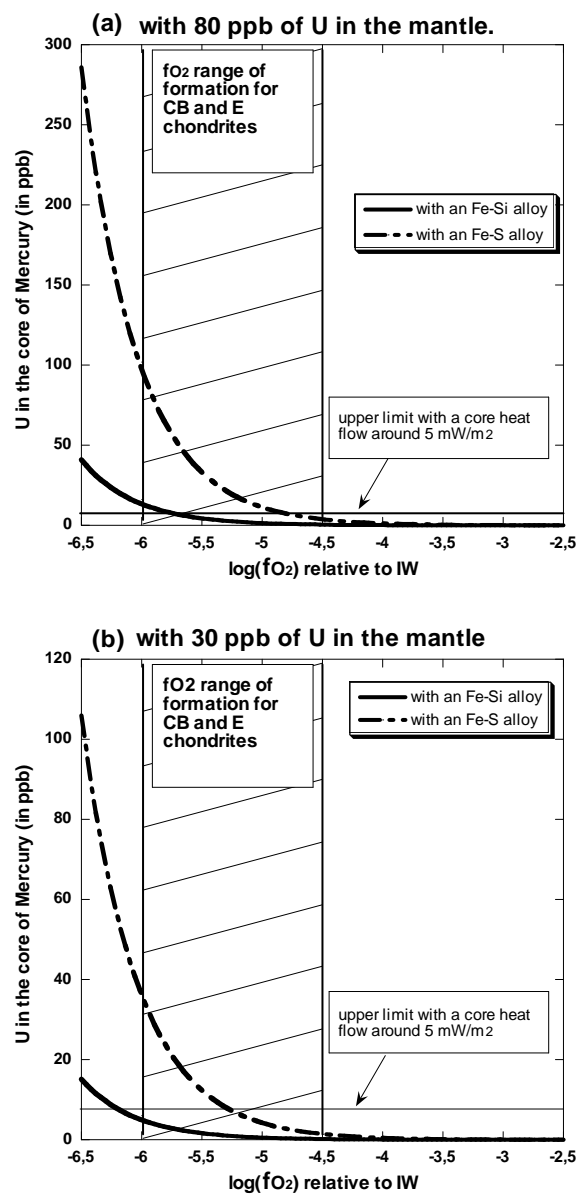 (a) with 80 ppb of U in the mantle.
300
250
200
150
100
50
0
U in the core of Mercury (in ppb)
fO2 range of
formation for
CB and E
chondrites
with an Fe-Si alloy
with an Fe-S alloy
upper limit with a core heat
flow around 5 mW/m2
-6,5 -6 -5,5 -5 -4,5 -4 -3,5 -3 -2,5
log(fO2) relative to IW
(b) with 30 ppb of U in the mantle
120
100
80
60
40
20
0
U in the core of Mercury (in ppb)
fO2 range of
formation for
CB and E
chondrites
with an Fe-Si alloy
with an Fe-S alloy
upper limit with a core heat
flow around 5 mW/m2
-6,5 -6 -5,5 -5 -4,5 -4 -3,5 -3 -2,5
log(fO2) relative to IW